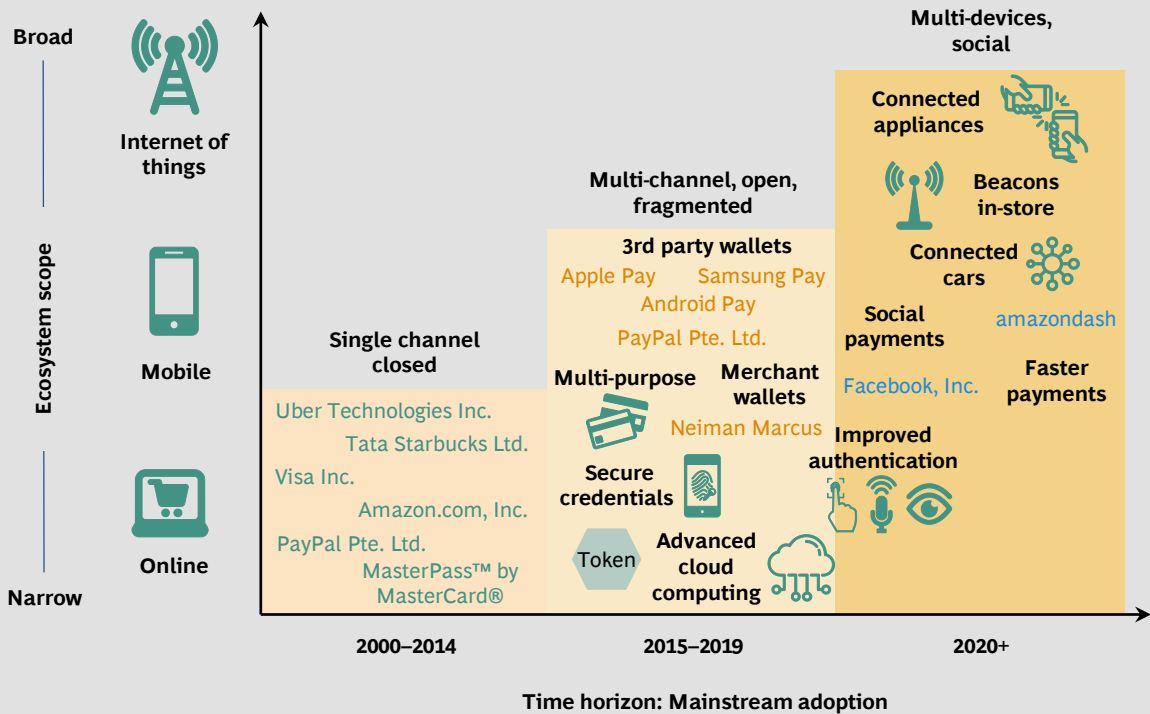 Broad
Internet of
things
Ecosystem scope
Mobile
Online
Narrow
Single channel
closed
Uber Technologies Inc.
Tata Starbucks Ltd.
Visa Inc.
Amazon.com, Inc.
PayPal Pte. Ltd.
MasterPass™ by
MasterCard®
2000–2014
Multi-channel, open,
fragmented
3rd party wallets
Apple Pay
Samsung Pay
Android Pay
PayPal Pte. Ltd.
Multi-purpose
Merchant
wallets
Neiman Marcus
Secure
credentials
Token
Advanced
cloud
computing
2015–2019
Multi-devices,
social
Connected
appliances
Beacons
in-store
Connected
cars
Social
payments
amazondash
Facebook, Inc.
Faster
payments
Improved
authentication
2020+
Time horizon: Mainstream adoption